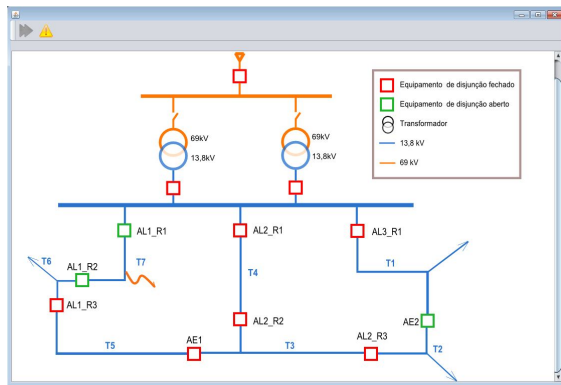 Equipamento de disjunção fechado
Equipamento de disjunção aberto
Transformador
13,8 kV
69 kV
69kV
13,8kV
69kV
13,8kV
AL1_R1
AL2_R1
AL3_R1
T6
AL1_R2
T7
T1
T4
AL1_R3
AL2_R2
AE2
AE1
AL2_R3
T5
T3
T2